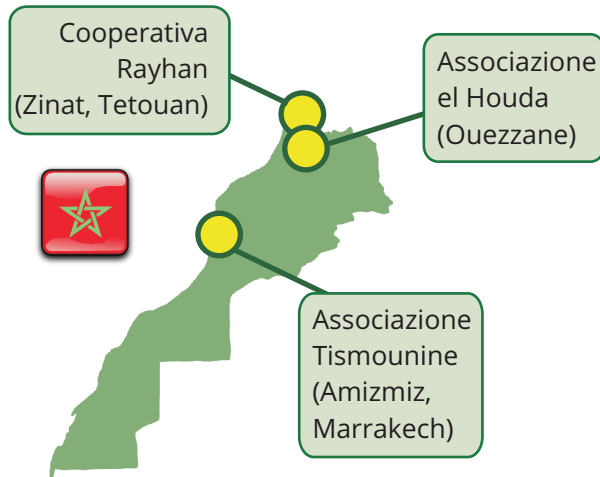 Cooperativa
Rayhan
(Zinat, Tetouan)
Associazione
el Houda
(Ouezzane)
Associazione
Tismounine
(Amizmiz,
Marrakech)